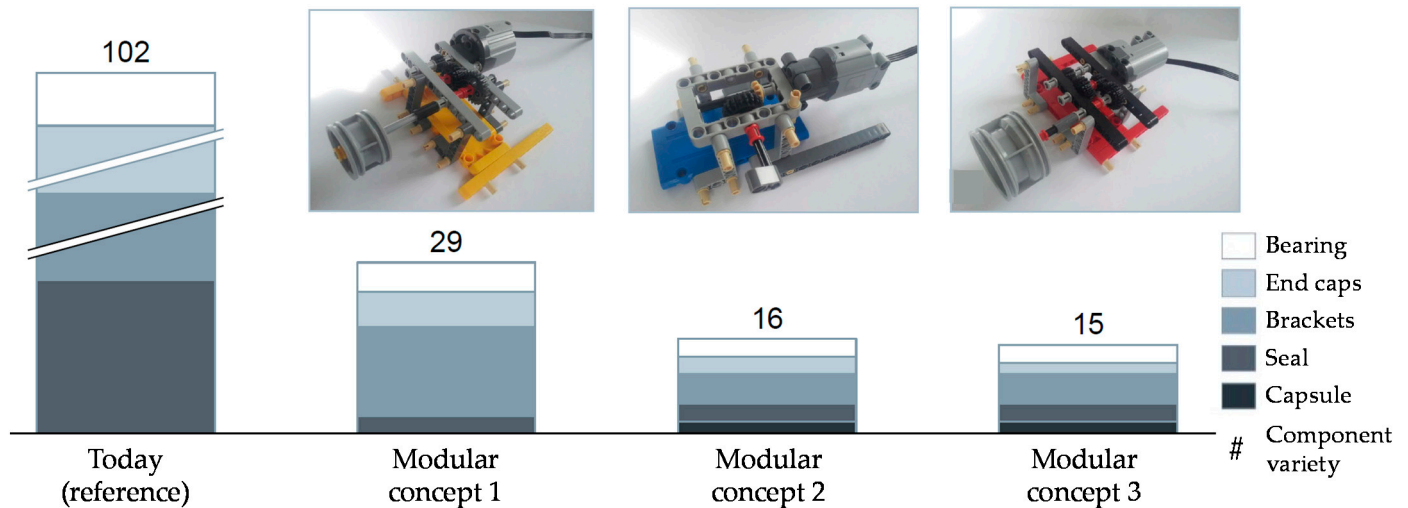 102
29
16
15
Bearing
End caps
Brackets
Seal
Capsule
# Component
variety
Today
(reference)
Modular
concept 1
Modular
concept 2
Modular
concept 3